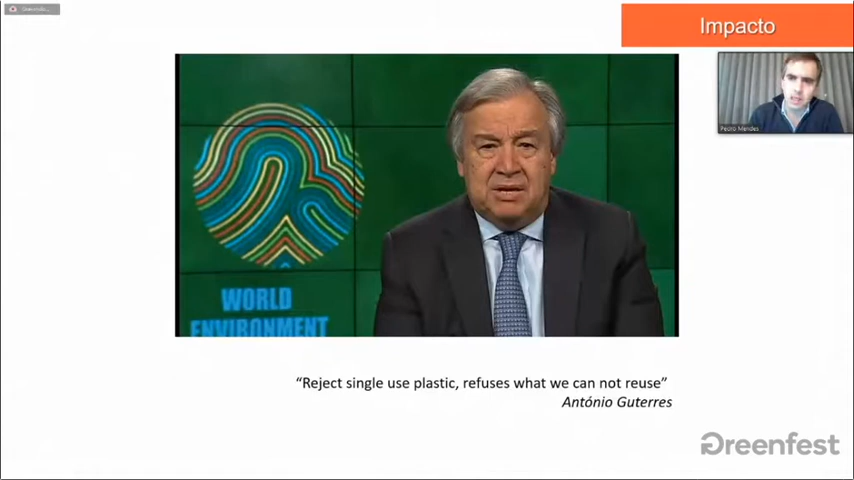 Impacto
Pedro Mendes
WORLD
ENVIRONMENT
“Reject single use plastic, refuses what we can not reuse”
António Guterres
Greenfest